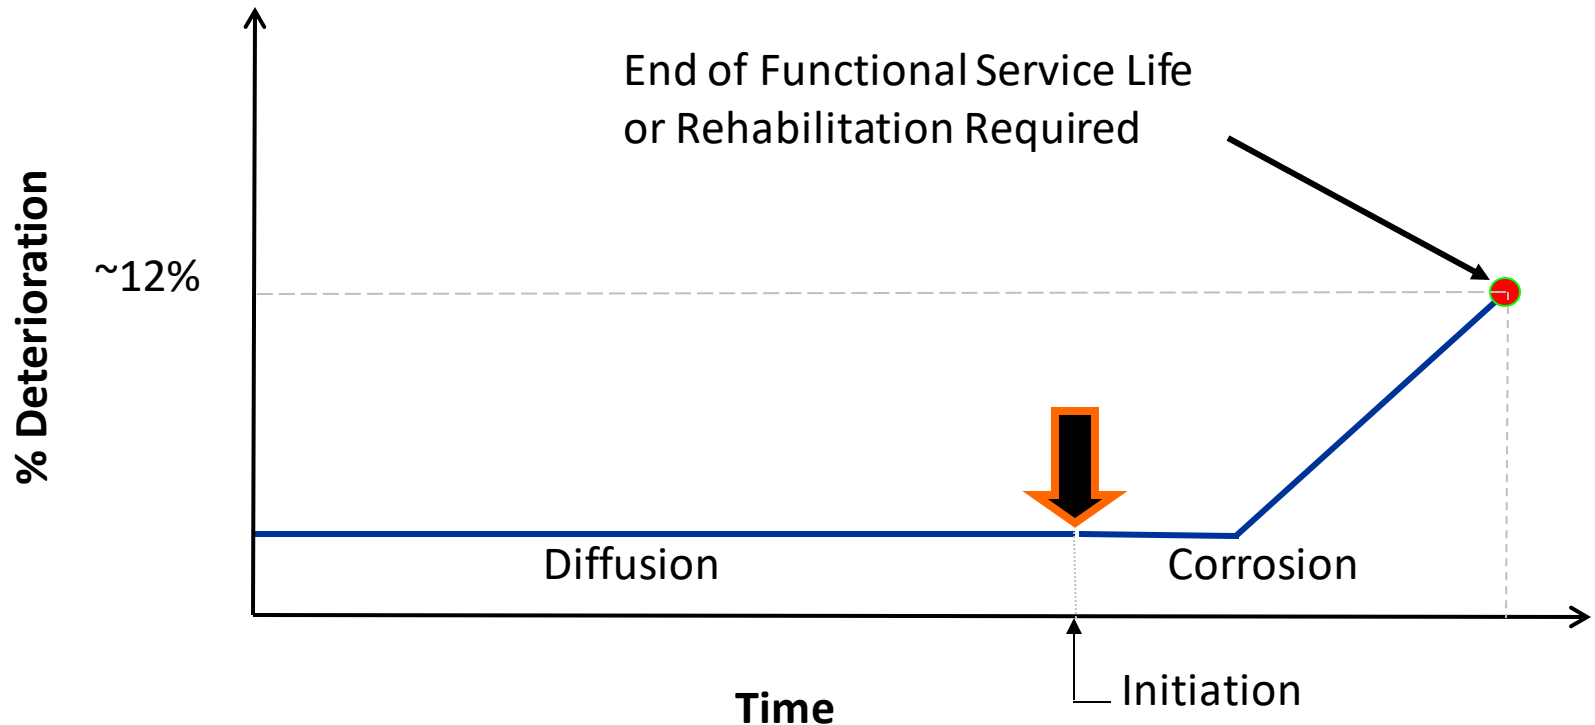 End of Functional Service Life
or Rehabilitation Required
% Deterioration
~12%
Diffusion
Corrosion
Initiation
Time